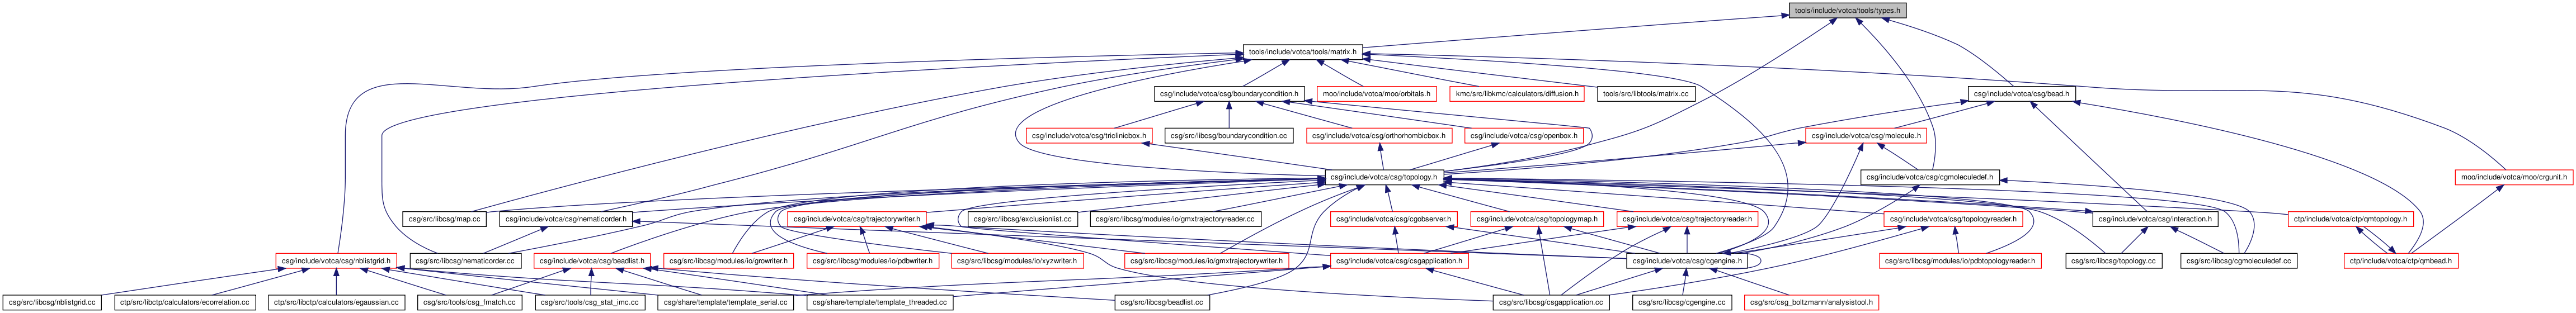 tools/include/votca/tools/types.h
tools/include/votca/tools/matrix.h
csg/include/votca/csg/boundarycondition.h
moo/include/votca/moo/orbitals.h
kmc/src/libkmc/calculators/diffusion.h
tools/src/libtools/matrix.cc
csg/include/votca/csg/bead.h
csg/include/votca/csg/triclinicbox.h
csg/src/libcsg/boundarycondition.cc
csg/include/votca/csg/orthorhombicbox.h
csg/include/votca/csg/openbox.h
csg/include/votca/csg/molecule.h
csg/include/votca/csg/topology.h
csg/include/votca/csg/cgmoleculedef.h
moo/include/votca/moo/crgunit.h
csg/src/libcsg/map.cc
csg/include/votca/csg/nematicorder.h
csg/include/votca/csg/trajectorywriter.h
csg/src/libcsg/exclusionlist.cc
csg/src/libcsg/modules/io/gmxtrajectoryreader.cc
csg/include/votca/csg/cgobserver.h
csg/include/votca/csg/topologymap.h
csg/include/votca/csg/trajectoryreader.h
csg/include/votca/csg/topologyreader.h
csg/include/votca/csg/interaction.h
ctp/include/votca/ctp/qmtopology.h
csg/include/votca/csg/nblistgrid.h
csg/src/libcsg/nematicorder.cc
csg/include/votca/csg/beadlist.h
csg/src/libcsg/modules/io/growriter.h
csg/src/libcsg/modules/io/pdbwriter.h
csg/src/libcsg/modules/io/xyzwriter.h
csg/src/libcsg/modules/io/gmxtrajectorywriter.h
csg/include/votca/csg/csgapplication.h
csg/include/votca/csg/cgengine.h
csg/src/libcsg/modules/io/pdbtopologyreader.h
csg/src/libcsg/topology.cc
csg/src/libcsg/cgmoleculedef.cc
ctp/include/votca/ctp/qmbead.h
csg/src/libcsg/nblistgrid.cc
ctp/src/libctp/calculators/ecorrelation.cc
ctp/src/libctp/calculators/egaussian.cc
csg/src/tools/csg_fmatch.cc
csg/src/tools/csg_stat_imc.cc
csg/share/template/template_serial.cc
csg/share/template/template_threaded.cc
csg/src/libcsg/beadlist.cc
csg/src/libcsg/csgapplication.cc
csg/src/libcsg/cgengine.cc
csg/src/csg_boltzmann/analysistool.h